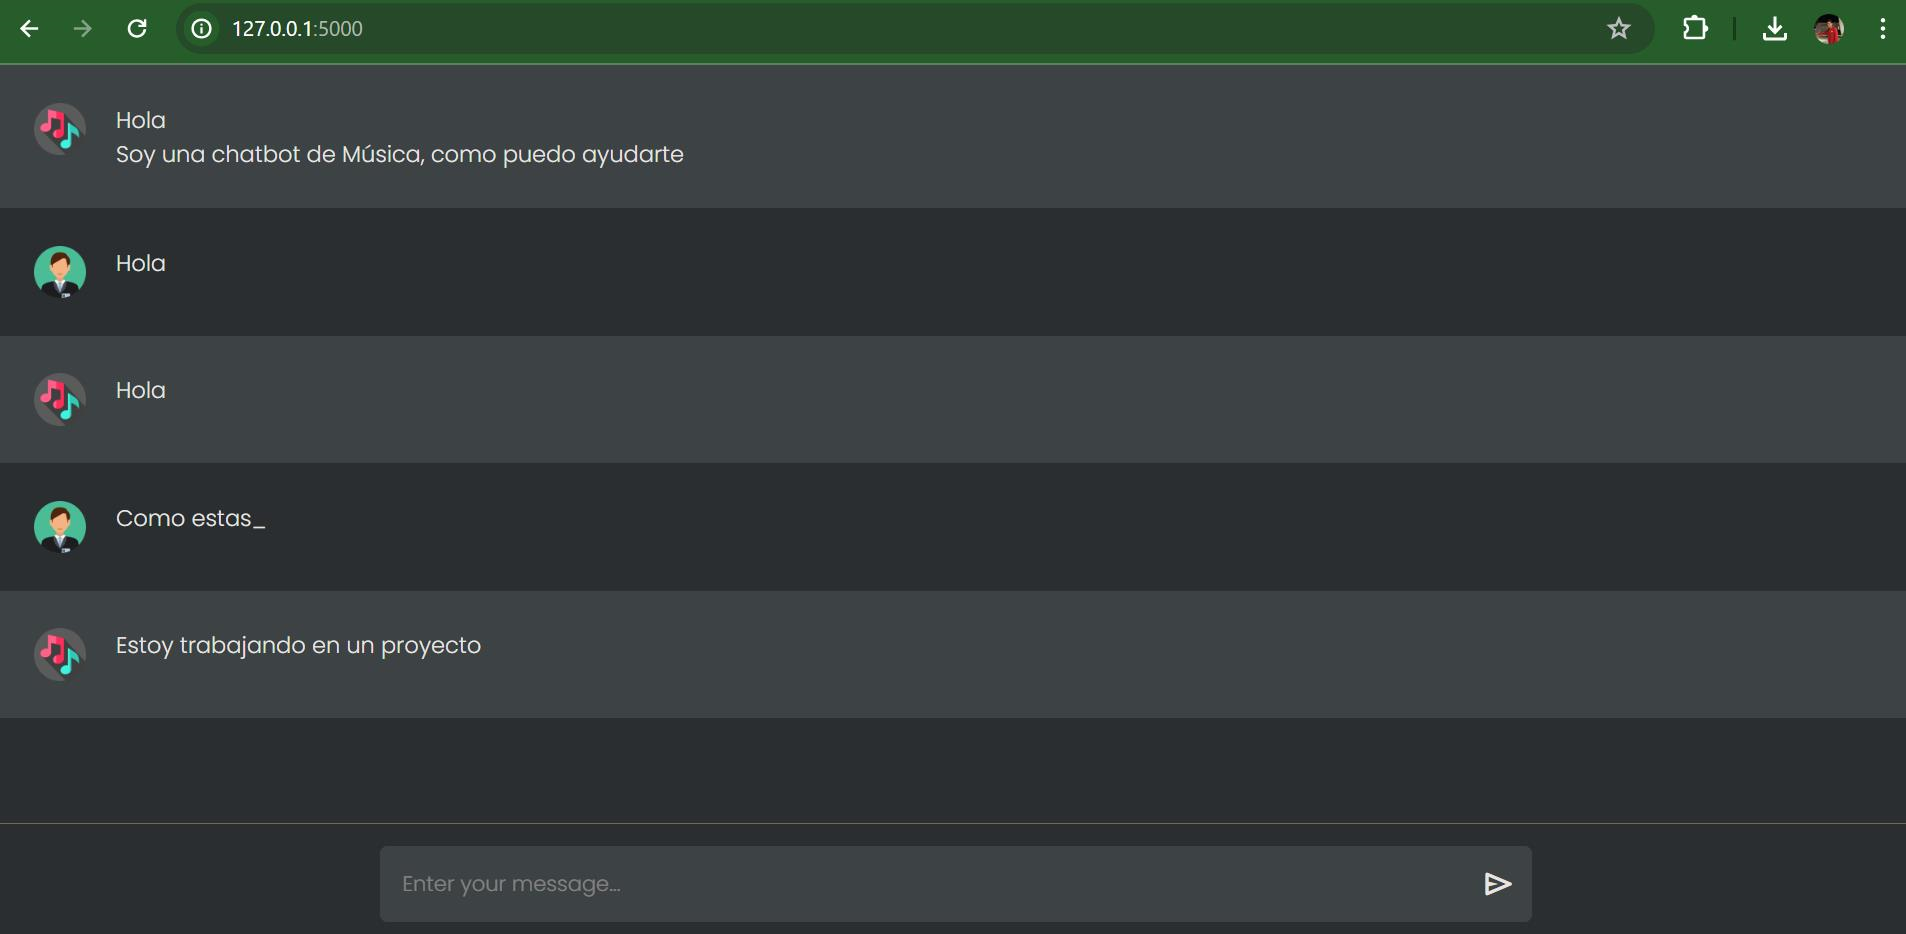 127.0.0.1:5000
Hola
Soy una chatbot de Música, como puedo ayudarte
Hola
Hola
Como estas_
Estoy trabajando en un proyecto
Enter your message...